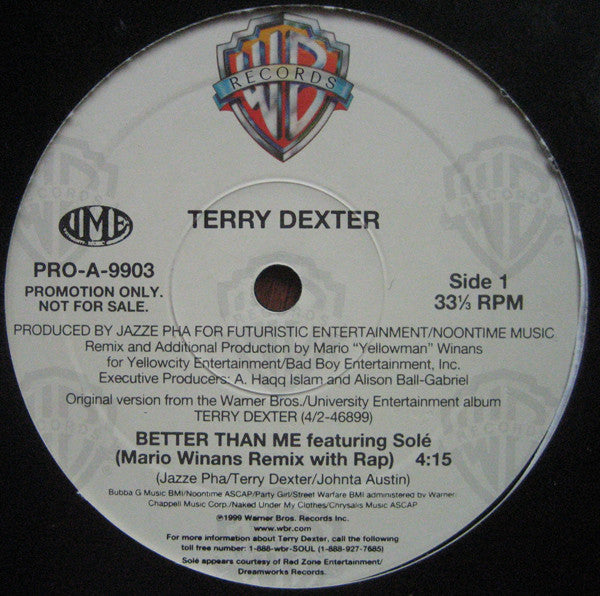 WB
RECORDS
TERRY DEXTER
UME
PRO-A-9903
PROMOTION ONLY.
NOT FOR SALE.
Side 1
33⅓ RPM
PRODUCED BY JAZZE PHA FOR FUTURISTIC ENTERTAINMENT/NOONTIME MUSIC
Remix and Additional Production by Mario "Yellowman" Winans
for Yellowcity Entertainment/Bad Boy Entertainment, Inc.
Executive Producers: A. Haqq Islam and Alison Ball-Gabriel
Original version from the Warner Bros./University Entertainment album
TERRY DEXTER (4/2-46899)
BETTER THAN ME featuring Solé
(Mario Winans Remix with Rap) 4:15
(Jazze Pha/Terry Dexter/Johnta Austin)
Bubba G Music BMI/Noontime ASCAP/Party Girl/Street Warfare BMI administered by Warner
Chappell Music Corp./Naked Under My Clothes/Chrysalis Music ASCAP
℗1999 Warner Bros. Records Inc.
www.wbr.com
For more information about Terry Dexter, call the following
toll free number: 1-888-wbr-SOUL (1-888-927-7685)
Solé appears courtesy of Red Zone Entertainment/
Dreamworks Records.